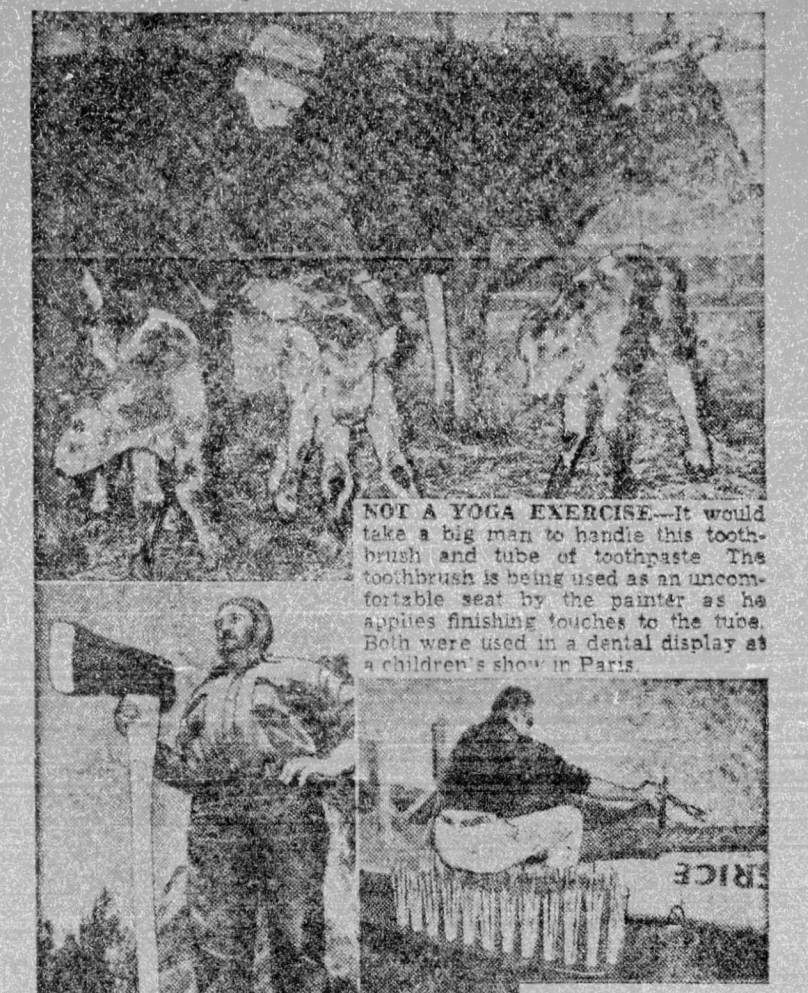 NOT A YOGA EXERCISE—It would
take a big man to handle this tooth-
brush and tube of toothpaste The
toothbrush is being used as an uncom-
fortable seat by the painter as he
applies finishing touches to the tube.
Both were used in a dental display at
a children's show in Paris.
ERICE